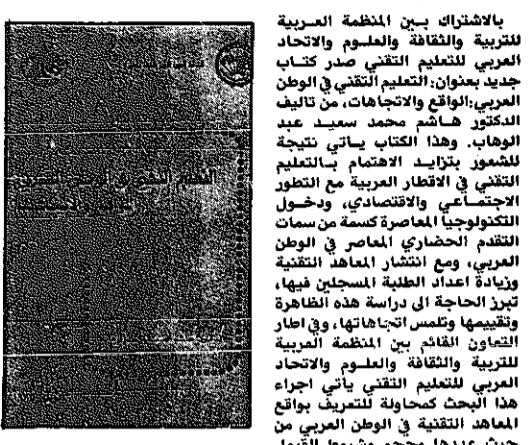 بالاشتراك بين المنظمة العربية
للتربية والثقافة والعلوم والاتحاد
العربي للتعليم التقني صدر كتاب
جديد بعنوان: التعليم التقني في الوطن
العربي: الواقع والاتجاهات، من تاليف
الدكتور هاشم محمد سعيد عبد
الوهاب. وهذا الكتاب ياتي نتيجة
للشعور بتزايد الاهتمام بالتعليم
التقني في الاقطار العربية مع التطور
الاجتماعي والاقتصادي، ودخول
التكنولوجيا المعاصرة كسمة من سمات
التقدم الحضاري المعاصر في الوطن
العربي، ومع انتشار المعاهد التقنية
وزيادة اعداد الطلبة المسجلين فيها،
تبرز الحاجة الى دراسة هذه الظاهرة
وتقييمها وتلمس اتجاهاتها، وفي اطار
التعاون القائم بين المنظمة العربية
للتربية والثقافة والعلوم والاتحاد
العربي للتعليم التقني ياتي اجراء
هذا البحث كمحاولة للتعريف بواقع
المعاهد التقنية في الوطن العربي من
حيث عددها وحجم وشروط القبول